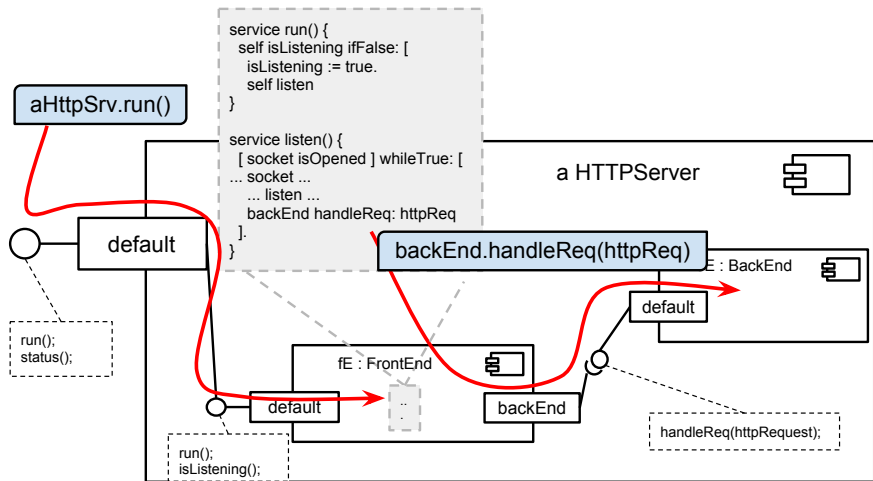 service run() {
self isListening ifFalse: [
isListening := true.
self listen
}
service listen() {
[ socket isOpened ] whileTrue: [
... socket ...
... listen ...
backEnd handleReq: httpReq
].
}
aHttpSrv.run()
a HTTPServer
default
backEnd.handleReq(httpReq)
E : BackEnd
default
run();
status();
fE : FrontEnd
default
..
.
backEnd
run();
isListening();
handleReq(httpRequest);